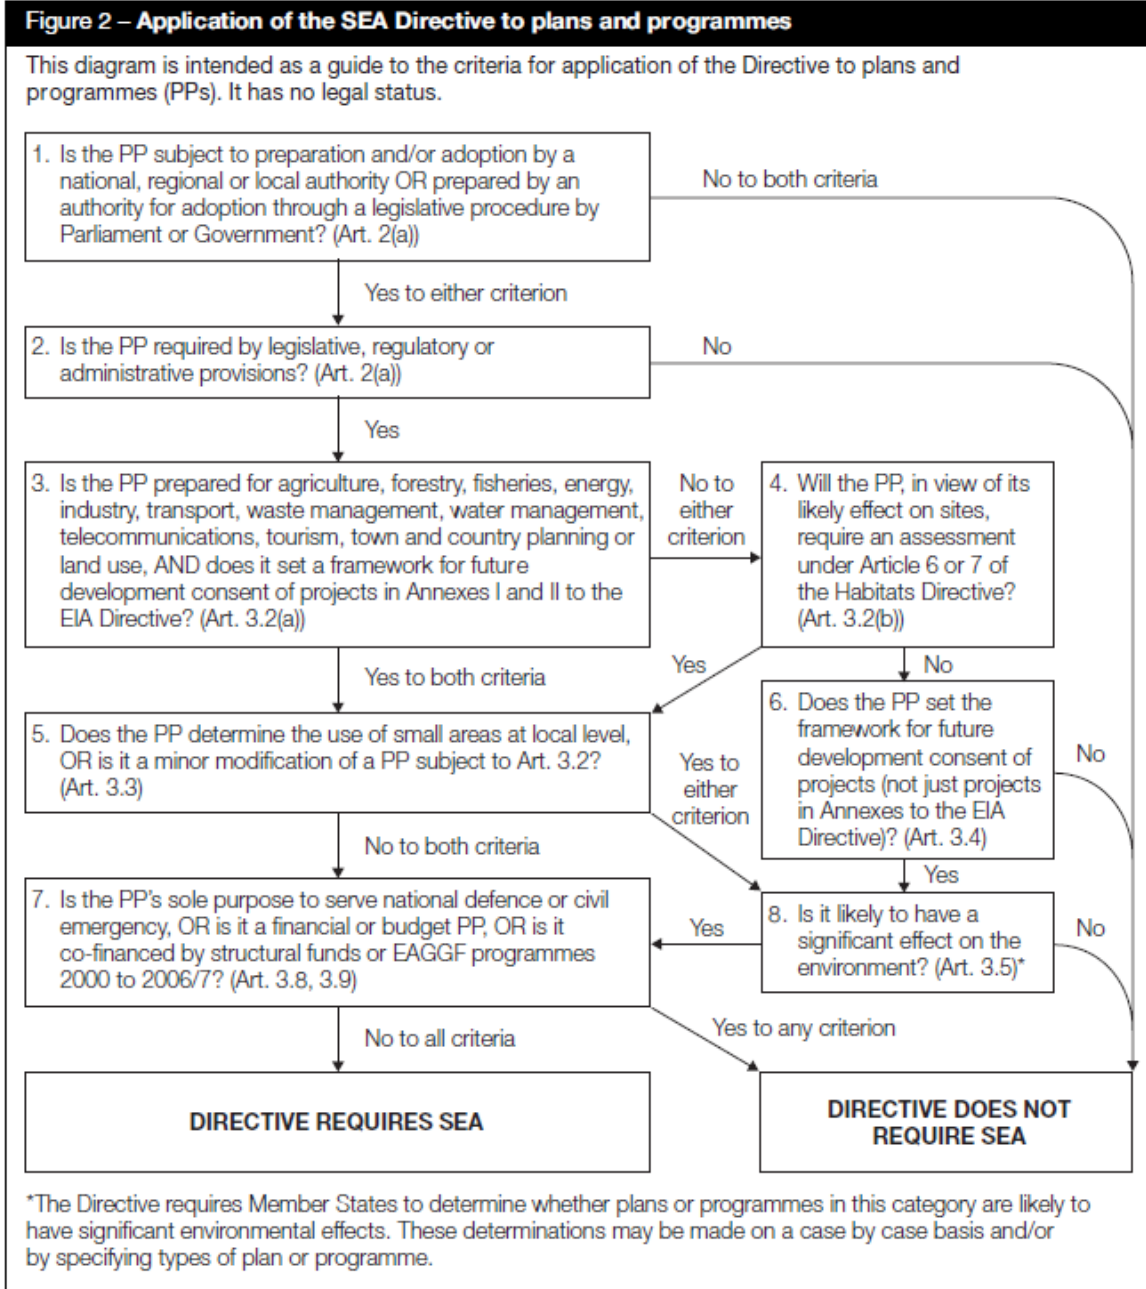 Figure 2 – Application of the SEA Directive to plans and programmes
This diagram is intended as a guide to the criteria for application of the Directive to plans and
programmes (PPs). It has no legal status.
1. Is the PP subject to preparation and/or adoption by a
national, regional or local authority OR prepared by an
authority for adoption through a legislative procedure by
Parliament or Government? (Art. 2(a))
No to both criteria
Yes to either criterion
2. Is the PP required by legislative, regulatory or
administrative provisions? (Art. 2(a))
No
Yes
3. Is the PP prepared for agriculture, forestry, fisheries, energy,
industry, transport, waste management, water management,
telecommunications, tourism, town and country planning or
land use, AND does it set a framework for future
development consent of projects in Annexes I and II to the
EIA Directive? (Art. 3.2(a))
No to
either
criterion
4. Will the PP, in view of its
likely effect on sites,
require an assessment
under Article 6 or 7 of
the Habitats Directive?
(Art. 3.2(b))
Yes to both criteria
Yes
No
5. Does the PP determine the use of small areas at local level,
OR is it a minor modification of a PP subject to Art. 3.2?
(Art. 3.3)
Yes to
either
criterion
6. Does the PP set the
framework for future
development consent of
projects (not just projects
in Annexes to the EIA
Directive)? (Art. 3.4)
No
No to both criteria
Yes
7. Is the PP's sole purpose to serve national defence or civil
emergency, OR is it a financial or budget PP, OR is it
co-financed by structural funds or EAGGF programmes
2000 to 2006/7? (Art. 3.8, 3.9)
Yes
8. Is it likely to have a
significant effect on the
environment? (Art. 3.5)*
No
No to all criteria
Yes to any criterion
DIRECTIVE REQUIRES SEA
DIRECTIVE DOES NOT
REQUIRE SEA
*The Directive requires Member States to determine whether plans or programmes in this category are likely to
have significant environmental effects. These determinations may be made on a case by case basis and/or
by specifying types of plan or programme.